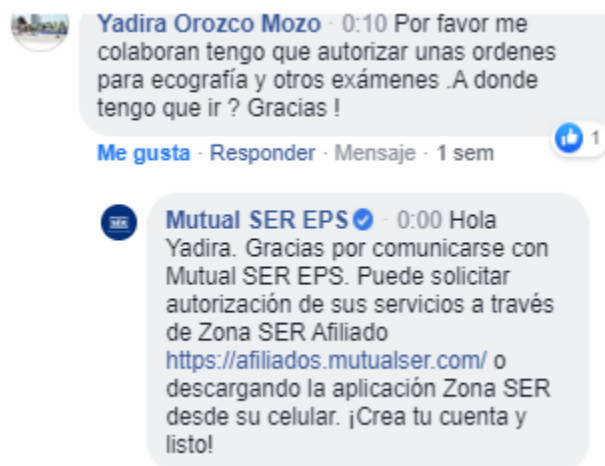 Yadira Orozco Mozo · 0:10 Por favor me
colaboran tengo que autorizar unas ordenes
para ecografía y otros exámenes .A donde
tengo que ir ? Gracias !
1
Me gusta · Responder · Mensaje · 1 sem
Mutual SER EPS · 0:00 Hola
Yadira. Gracias por comunicarse con
Mutual SER EPS. Puede solicitar
autorización de sus servicios a través
de Zona SER Afiliado
https://afiliados.mutualser.com/ o
descargando la aplicación Zona SER
desde su celular. ¡Crea tu cuenta y
listo!